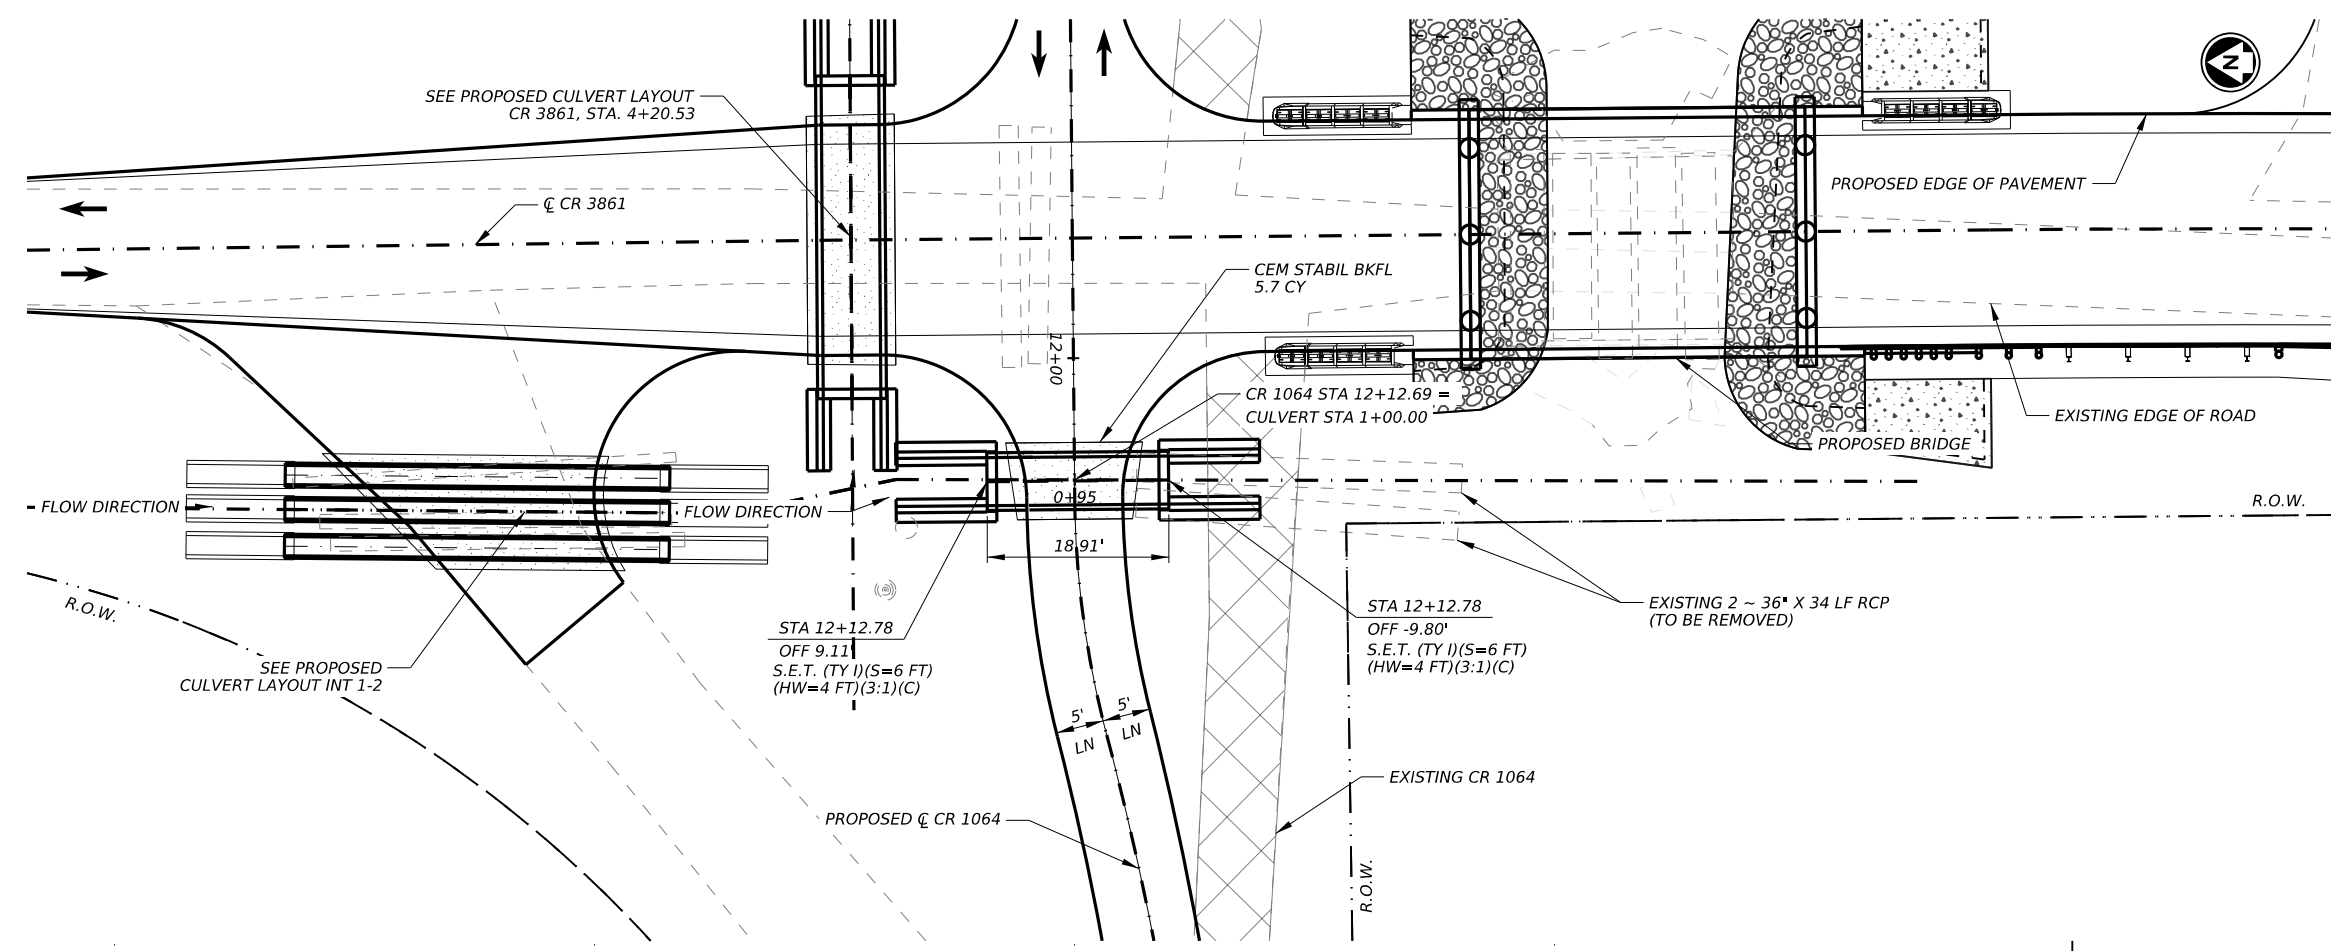 SEE PROPOSED CULVERT LAYOUT
CR 3861, STA. 4+20.53
N
PROPOSED EDGE OF PAVEMENT
℄ CR 3861
CEM STABIL BKFL
5.7 CY
12+00
CR 1064 STA 12+12.69 =
CULVERT STA 1+00.00
EXISTING EDGE OF ROAD
PROPOSED BRIDGE
FLOW DIRECTION
FLOW DIRECTION
0+95
R.O.W.
18.91'
R.O.W.
STA 12+12.78
OFF 9.11'
S.E.T. (TY I)(S=6 FT)
(HW=4 FT)(3:1)(C)
STA 12+12.78
OFF -9.80'
S.E.T. (TY I)(S=6 FT)
(HW=4 FT)(3:1)(C)
EXISTING 2 ~ 36" X 34 LF RCP
(TO BE REMOVED)
SEE PROPOSED
CULVERT LAYOUT INT 1-2
5'
5'
LN
LN
EXISTING CR 1064
PROPOSED ℄ CR 1064
R.O.W.